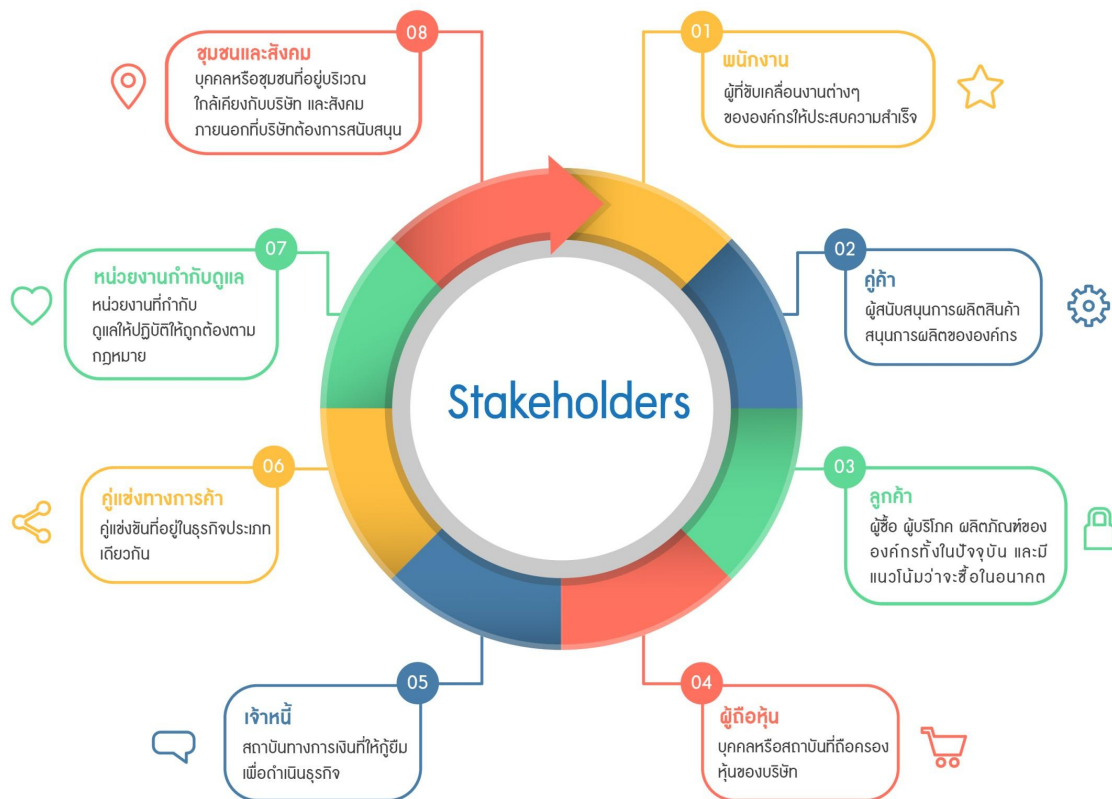 01
พนักงาน
ผู้ที่ขับเคลื่อนงานต่างๆ
ขององค์กรให้ประสบความสำเร็จ
02
คู่ค้า
ผู้สนับสนุนการผลิตสินค้า
สนุนการผลิตขององค์กร
03
ลูกค้า
ผู้ซื้อ ผู้บริโภค ผลิตภัณฑ์ของ
องค์กรทั้งในปัจจุบัน และมี
แนวโน้มว่าจะซื้อในอนาคต
04
ผู้ถือหุ้น
บุคคลหรือสถาบันที่ถือครอง
หุ้นของบริษัท
05
เจ้าหนี้
สถาบันทางการเงินที่ให้กู้ยืม
เพื่อดำเนินธุรกิจ
06
คู่แข่งทางการค้า
คู่แข่งขันที่อยู่ในธุรกิจประเภท
เดียวกัน
07
หน่วยงานกำกับดูแล
หน่วยงานที่กำกับ
ดูแลให้ปฏิบัติให้ถูกต้องตาม
กฎหมาย
08
ชุมชนและสังคม
บุคคลหรือชุมชนที่อยู่บริเวณ
ใกล้เคียงกับบริษัท และสังคม
ภายนอกที่บริษัทต้องการสนับสนุน
Stakeholders